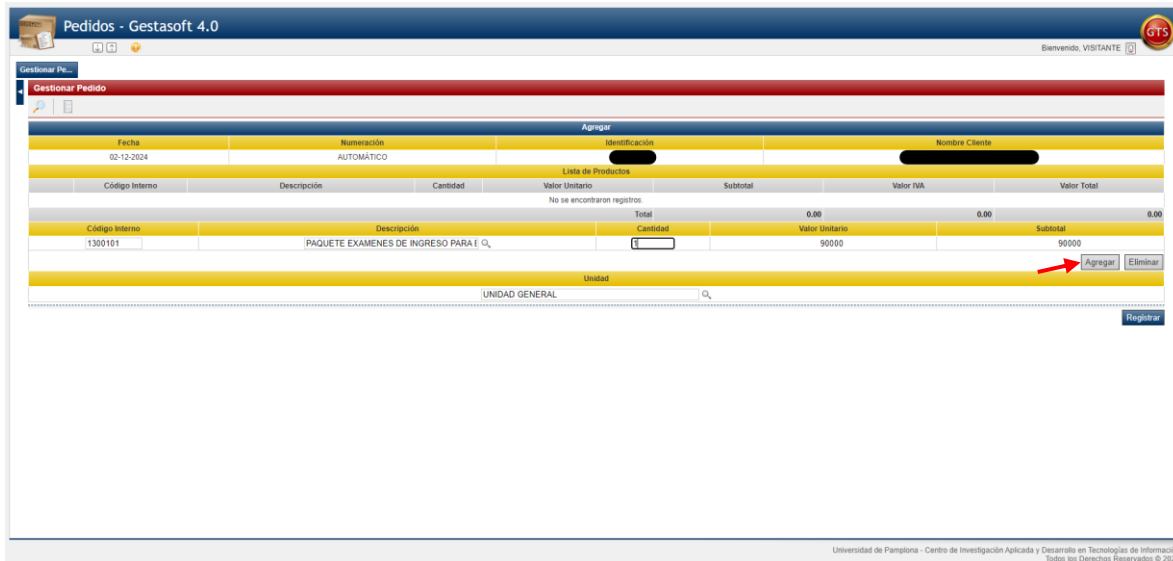 Pedidos - Gestasoft 4.0
GTS
Bienvenido, VISITANTE
Gestionar Pe...
Gestionar Pedido
Agregar
Fecha Numeración Identificación Nombre Cliente
02-12-2024 AUTOMÁTICO
Lista de Productos
Código Interno Descripción Cantidad Valor Unitario Subtotal Valor IVA Valor Total
No se encontraron registros.
Total 0.00 0.00 0.00
Código Interno Descripción Cantidad Valor Unitario Subtotal
1300101 PAQUETE EXAMENES DE INGRESO PARA 1 90000 90000
Agregar Eliminar
Unidad
UNIDAD GENERAL
Registrar
Universidad de Pamplona - Centro de Investigación Aplicada y Desarrollo en Tecnologías de Informaci
Todos los Derechos Reservados © 20